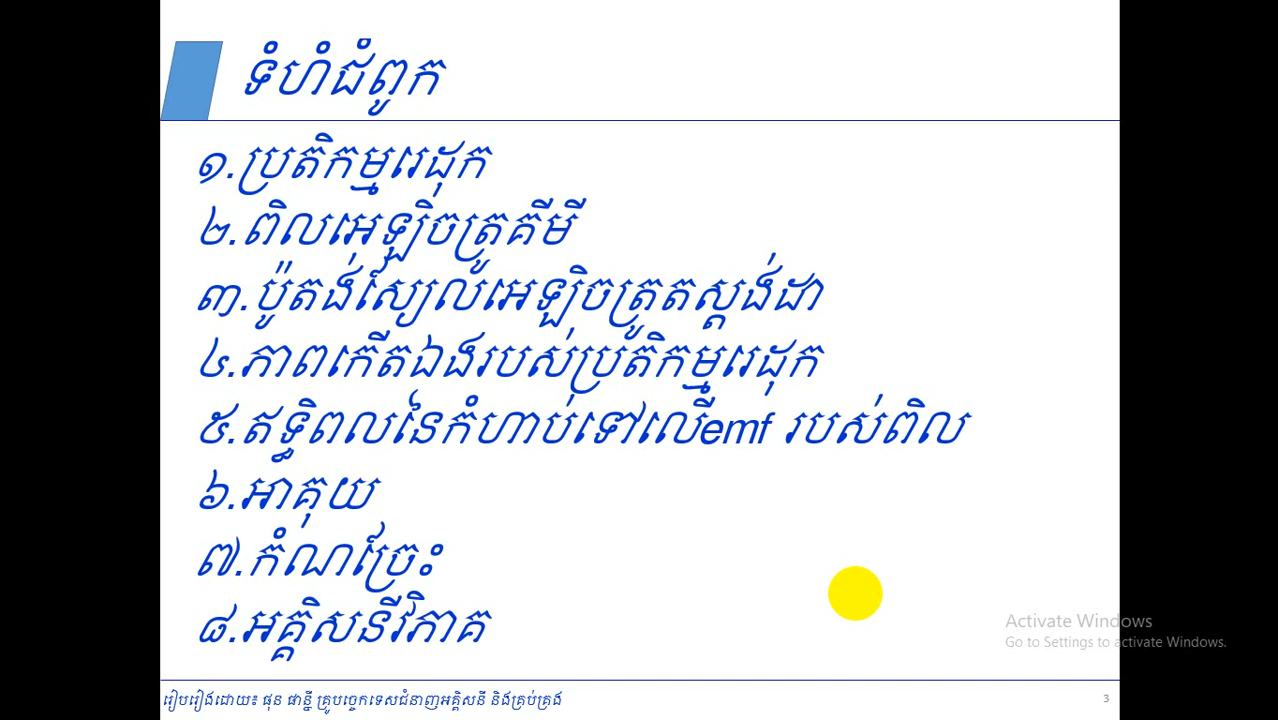 ទំហំជំពូក
១.ប្រតិកម្មរេដុក
២.ពិលអេឡិចត្រូគីមី
៣.ប៉ូតង់ស្យែលអេឡិចត្រូតស្តង់ដា
៤.ភាពកើតឯងរបស់ប្រតិកម្មរេដុក
៥.ឥទ្ធិពលនៃកំហាប់ទៅលើemf របស់ពិល
៦.អាគុយ
៧.កំណច្រែះ
៨.អគ្គិសនីវិភាគ
Activate Windows
Go to Settings to activate Windows.
រៀបរៀងដោយ៖ ផុន ផានី្ន គ្រូបច្ចេកទេសជំនាញអគ្គិសនី និងគ្រប់គ្រង
3